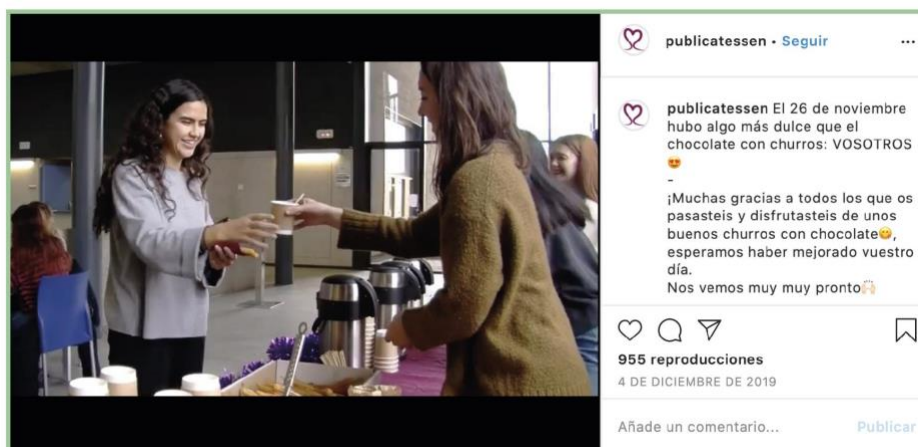 publicatessen • Seguir
...
publicatessen El 26 de noviembre
hubo algo más dulce que el
chocolate con churros: VOSOTROS
😍
-
¡Muchas gracias a todos los que os
pasasteis y disfrutasteis de unos
buenos churros con chocolate😋,
esperamos haber mejorado vuestro
día.
Nos vemos muy muy pronto🙌🏻
955 reproducciones
4 DE DICIEMBRE DE 2019
Añade un comentario... Publicar